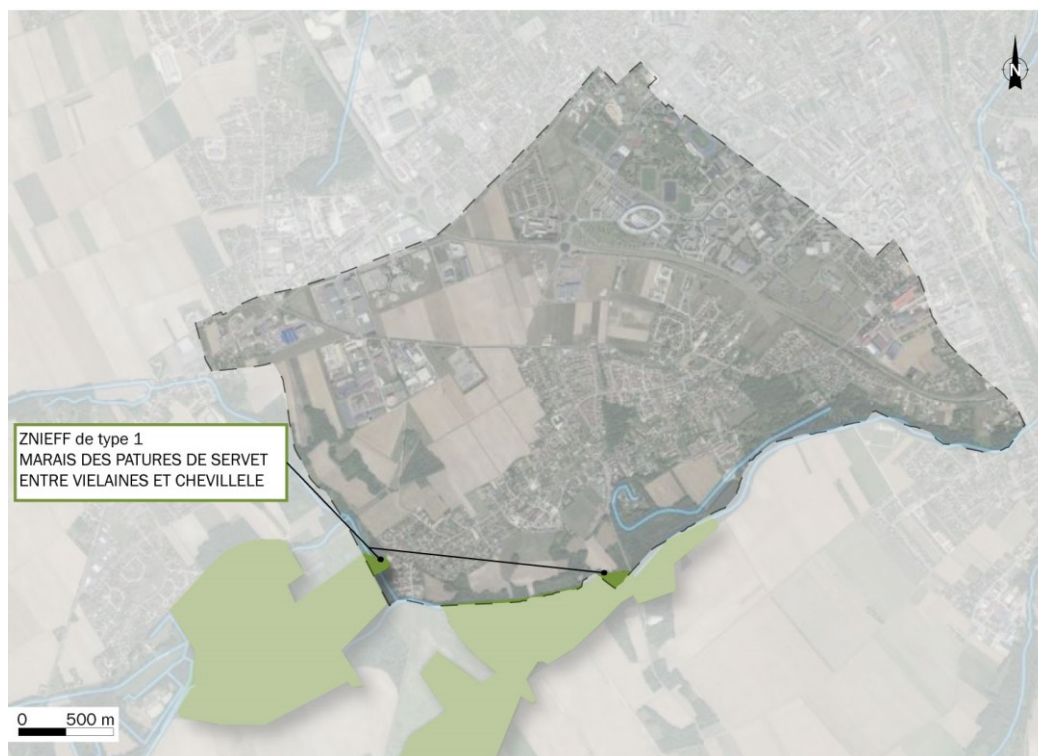 N
ZNIEFF de type 1
MARAIS DES PATURES DE SERVET
ENTRE VIELAINES ET CHEVILLELE
0 500 m